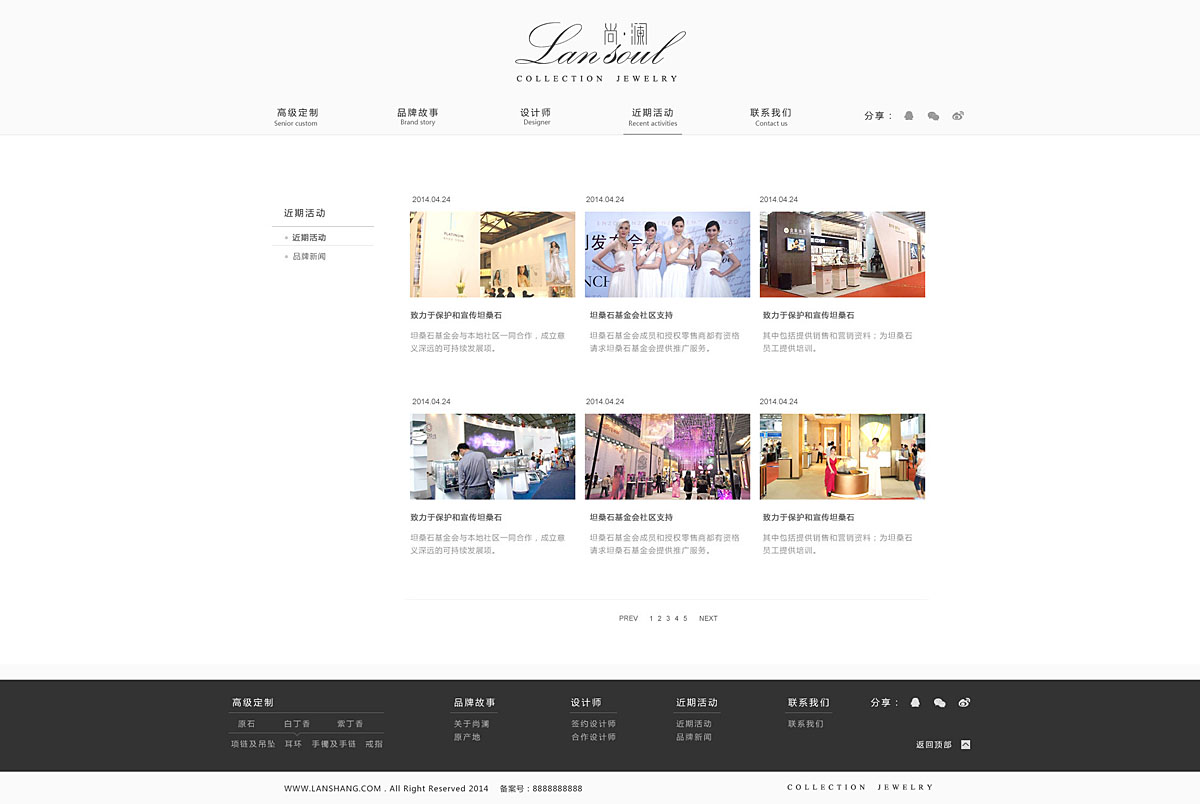 尚·澜
Lansoul
COLLECTION JEWELRY
高级定制 品牌故事 设计师 近期活动 联系我们 分享：
Senior custom Brand story Designer Recent activities Contact us
近期活动
近期活动
品牌新闻
2014.04.24 2014.04.24 2014.04.24
PLATINUM
NCH
致力于保护和宣传坦桑石 坦桑石基金会社区支持 致力于保护和宣传坦桑石
坦桑石基金会与本地社区一同合作，成立意 坦桑石基金会成员和授权零售商都有资格 其中包括提供销售和营销资料；为坦桑石
义深远的可持续发展项。 请求坦桑石基金会提供推广服务。 员工提供培训。
2014.04.24 2014.04.24 2014.04.24
致力于保护和宣传坦桑石 坦桑石基金会社区支持 致力于保护和宣传坦桑石
坦桑石基金会与本地社区一同合作，成立意 坦桑石基金会成员和授权零售商都有资格 其中包括提供销售和营销资料；为坦桑石
义深远的可持续发展项。 请求坦桑石基金会提供推广服务。 员工提供培训。
PREV 1 2 3 4 5 NEXT
高级定制 品牌故事 设计师 近期活动 联系我们 分享：
原石 白丁香 紫丁香 关于尚澜 签约设计师 近期活动 联系我们
原产地 合作设计师 品牌新闻
项链及吊坠 耳环 手镯及手链 戒指 返回顶部
WWW.LANSHANG.COM . All Right Reserved 2014 备案号：8888888888 COLLECTION JEWELRY